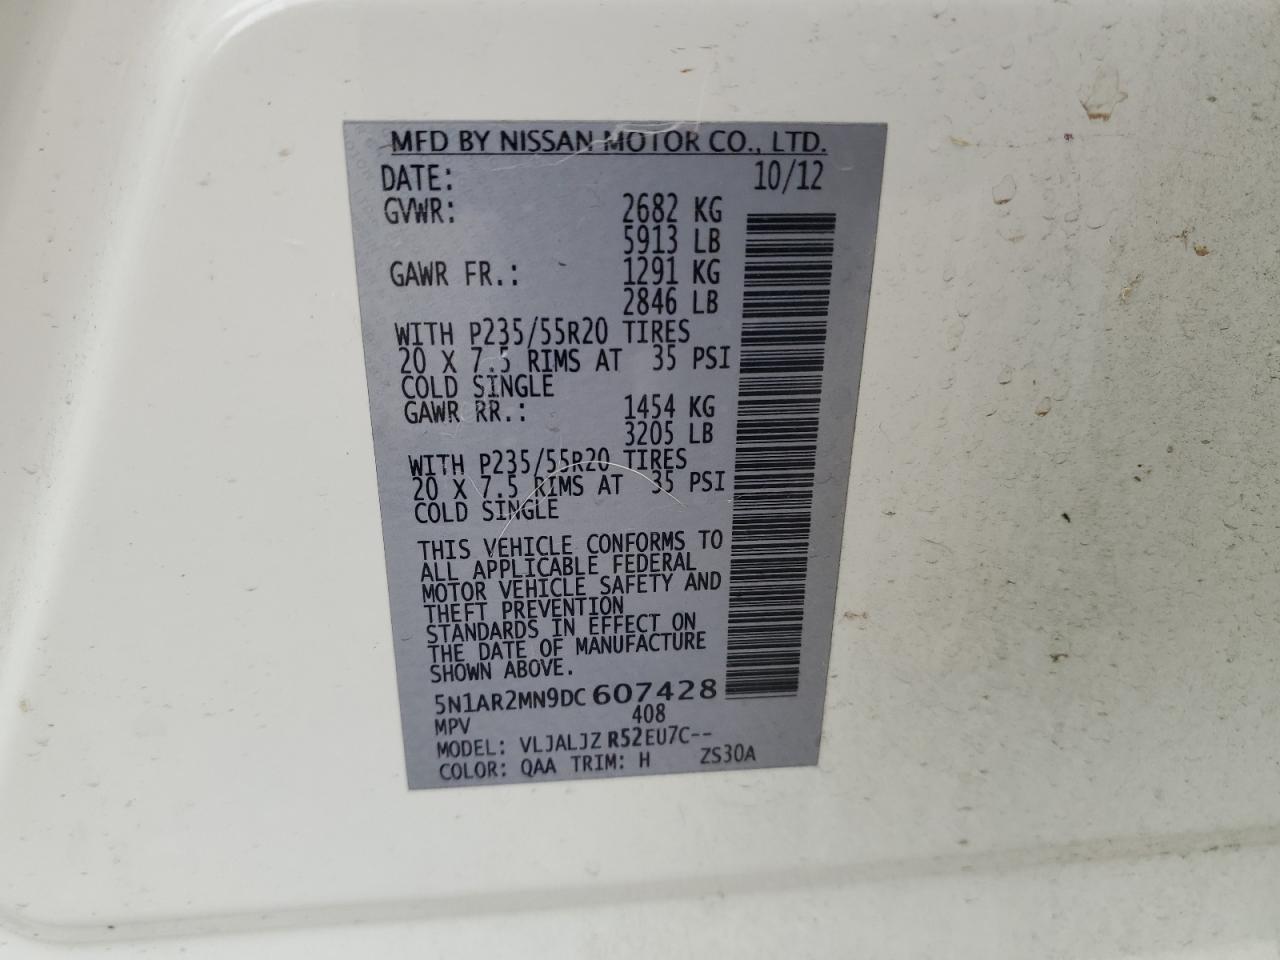 MFD BY NISSAN MOTOR CO., LTD.
DATE: 10/12
GVWR: 2682 KG
5913 LB
GAWR FR.: 1291 KG
2846 LB
WITH P235/55R20 TIRES
20 X 7.5 RIMS AT 35 PSI
COLD SINGLE
GAWR RR.: 1454 KG
3205 LB
WITH P235/55R20 TIRES
20 X 7.5 RIMS AT 35 PSI
COLD SINGLE
THIS VEHICLE CONFORMS TO
ALL APPLICABLE FEDERAL
MOTOR VEHICLE SAFETY AND
THEFT PREVENTION
STANDARDS IN EFFECT ON
THE DATE OF MANUFACTURE
SHOWN ABOVE.
5N1AR2MN9DC607428
MPV 408
MODEL: VLJALJZ R52EU7C--
COLOR: QAA TRIM: H ZS30A